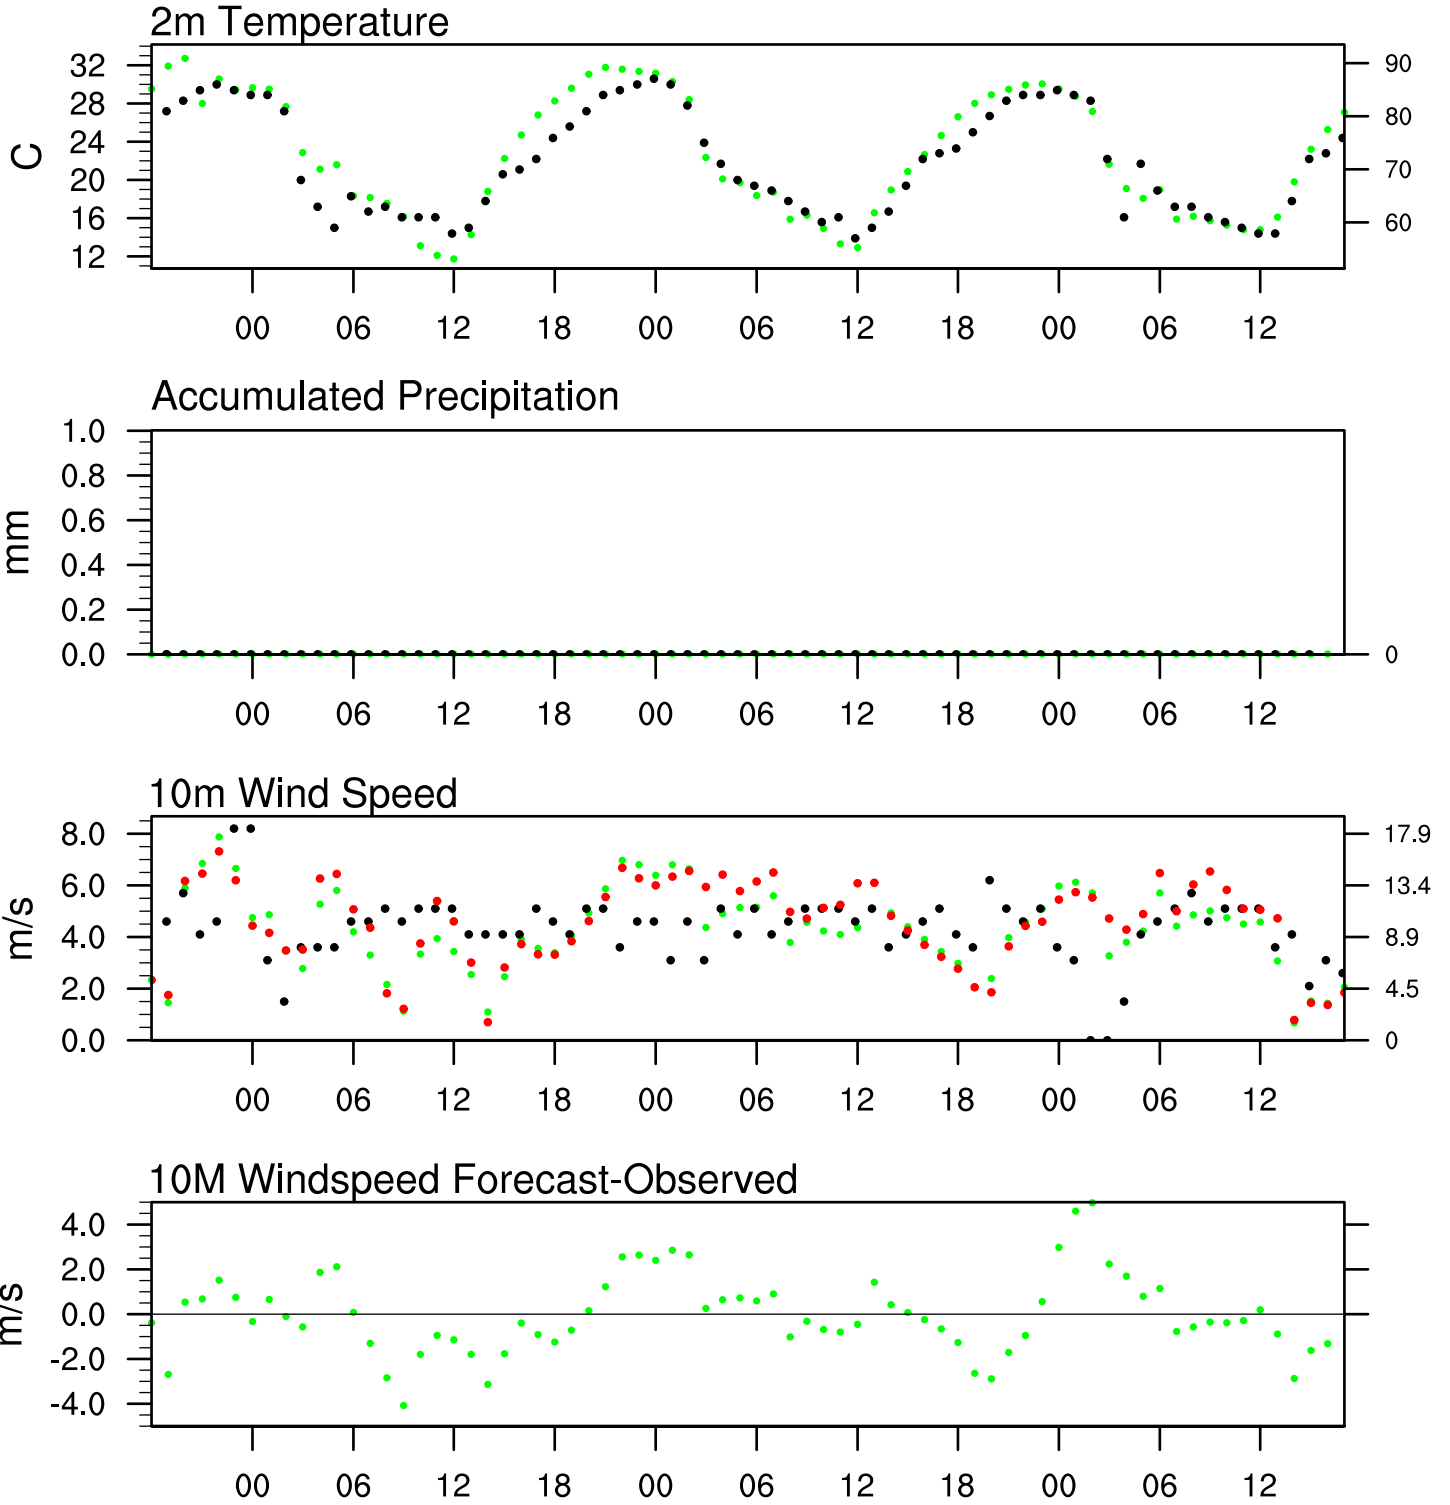 2m Temperature
C
32
28
24
20
16
12
90
80
70
60
00 06 12 18 00 06 12 18 00 06 12
Accumulated Precipitation
mm
1.0
0.8
0.6
0.4
0.2
0.0
0
00 06 12 18 00 06 12 18 00 06 12
10m Wind Speed
m/s
8.0
6.0
4.0
2.0
0.0
17.9
13.4
8.9
4.5
0
00 06 12 18 00 06 12 18 00 06 12
10M Windspeed Forecast-Observed
m/s
4.0
2.0
0.0
-2.0
-4.0
00 06 12 18 00 06 12 18 00 06 12